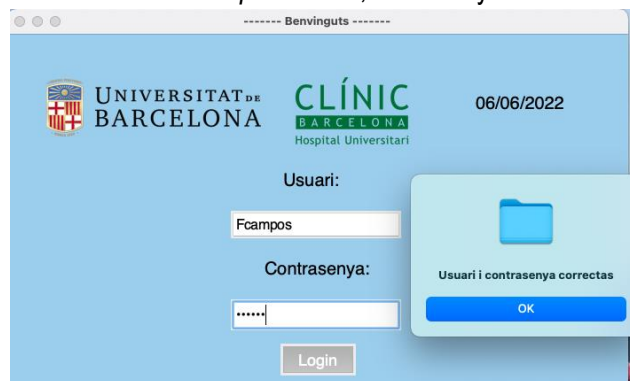 ------- Benvinguts -------
UNIVERSITAT DE
BARCELONA
CLÍNIC
BARCELONA
Hospital Universitari
06/06/2022
Usuari:
Fcampos
Contrasenya:
••••••
Usuari i contrasenya correctas
OK
Login